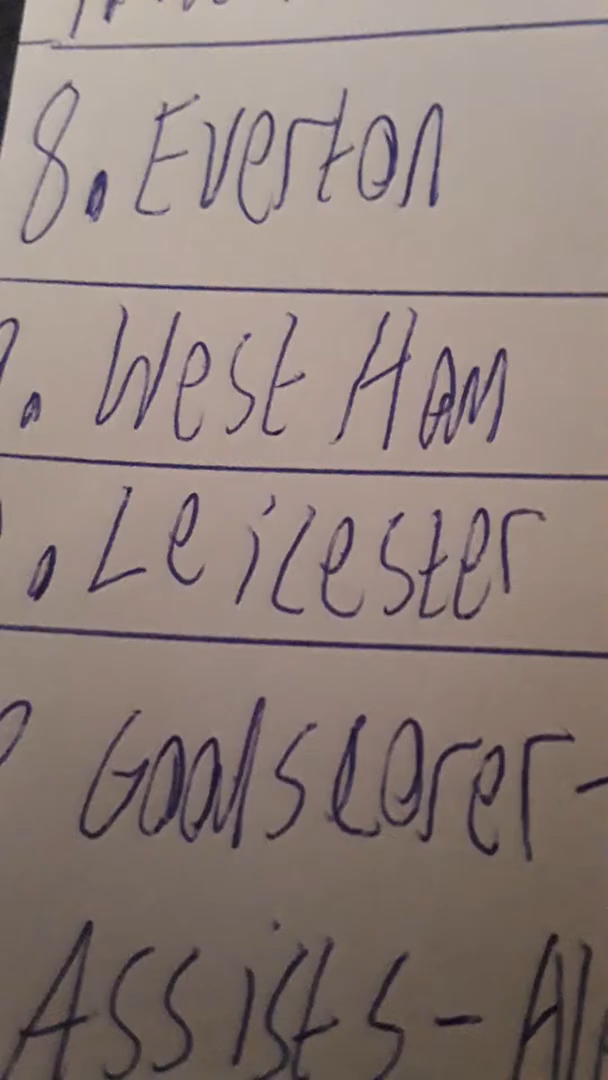 8. Everton
. West Ham
. Leicester
Goalscorer-
Assists-